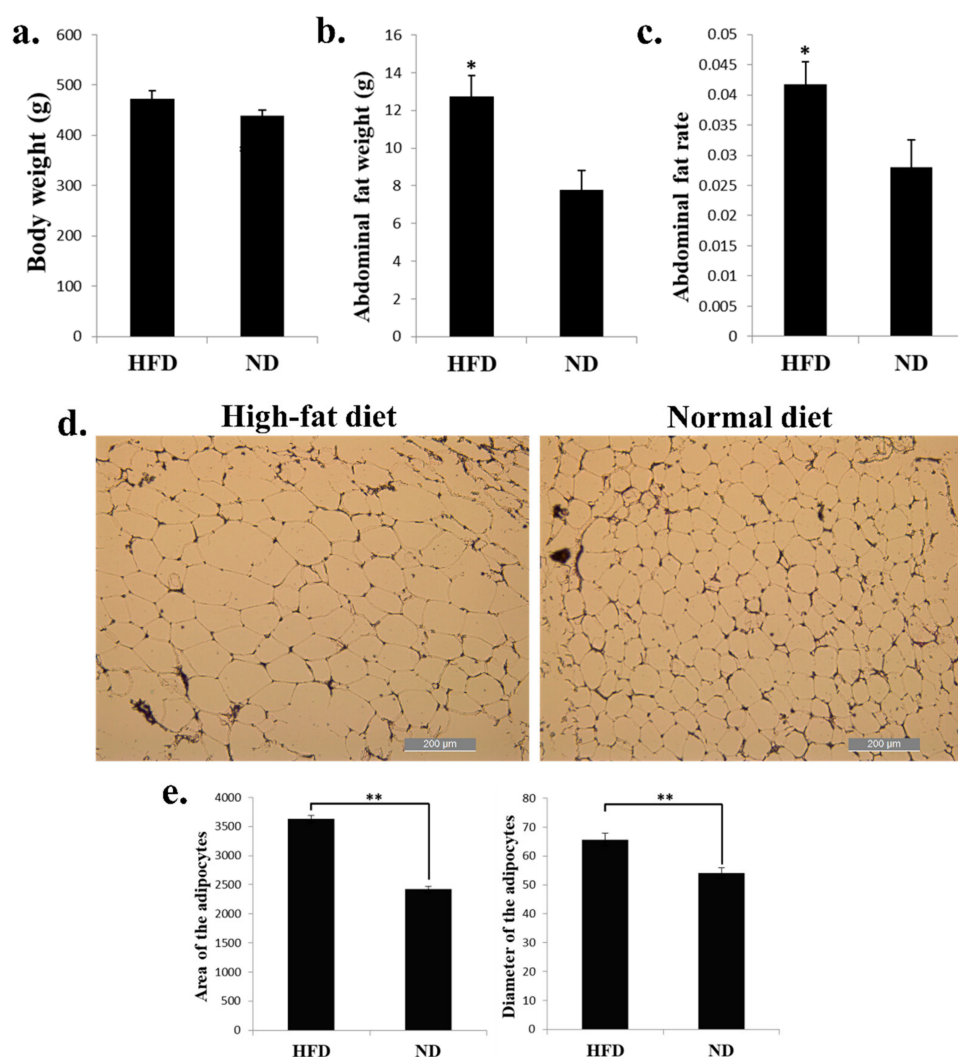 a.
Body weight (g)
600
500
400
300
200
100
0
HFD ND
b.
Abdominal fat weight (g)
16
14
12
10
8
6
4
2
0
*
HFD ND
c.
Abdominal fat rate
0.05
0.045
0.04
0.035
0.03
0.025
0.02
0.015
0.01
0.005
0
*
HFD ND
d.
High-fat diet
Normal diet
200 µm
200 µm
e.
Area of the adipocytes
4000
3500
3000
2500
2000
1500
1000
500
0
**
HFD ND
Diameter of the adipocytes
80
70
60
50
40
30
20
10
0
**
HFD ND